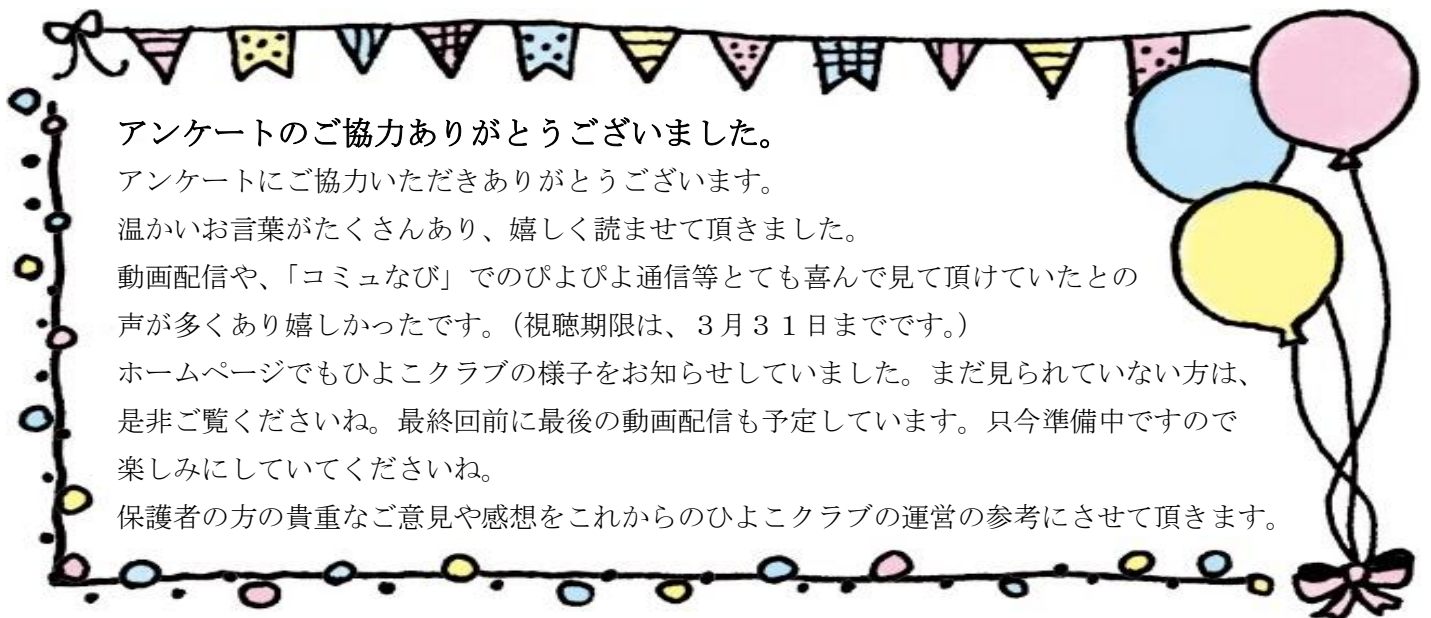 アンケートのご協力ありがとうございました。
アンケートにご協力いただきありがとうございます。
温かいお言葉がたくさんあり、嬉しく読ませて頂きました。
動画配信や、「コミュなび」でのぴよぴよ通信等とても喜んで見て頂けていたとの
声が多くあり嬉しかったです。(視聴期限は、３月３１日までです。)
ホームページでもひよこクラブの様子をお知らせしていました。まだ見られていない方は、
是非ご覧くださいね。最終回前に最後の動画配信も予定しています。只今準備中ですので
楽しみにしていてくださいね。
保護者の方の貴重なご意見や感想をこれからのひよこクラブの運営の参考にさせて頂きます。